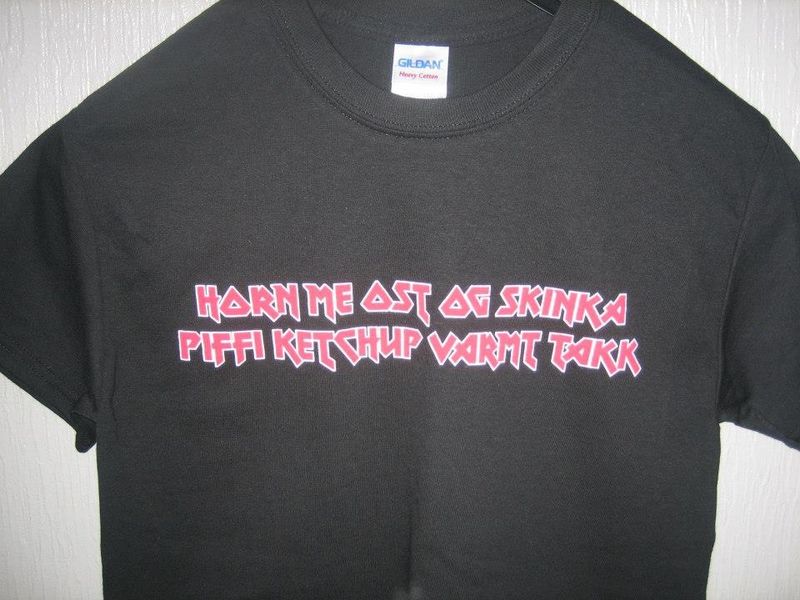 GILDAN
Heavy Cotton
HORN ME OST OG SKINKA
PIFFI KETCHUP VARMT TAKK